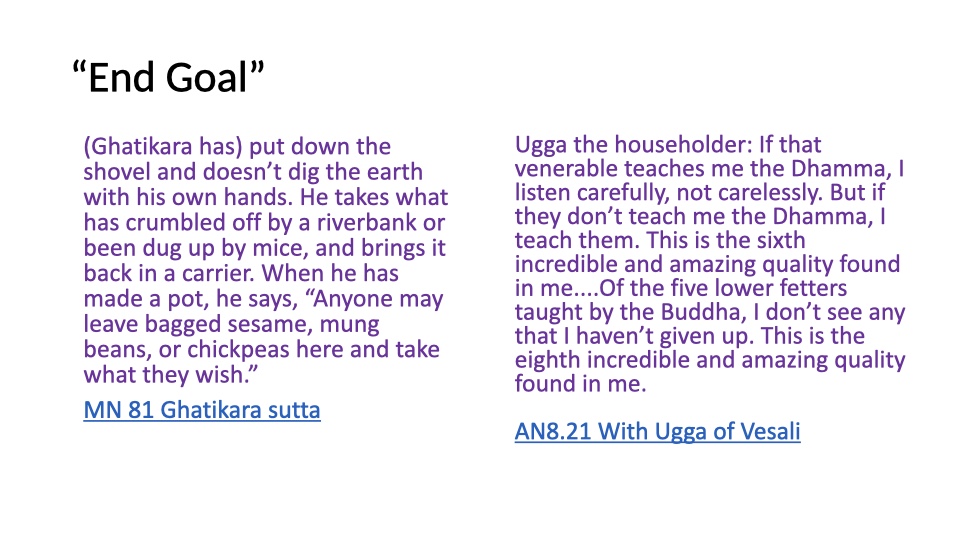 “End Goal”
(Ghatikara has) put down the
shovel and doesn’t dig the earth
with his own hands. He takes what
has crumbled off by a riverbank or
been dug up by mice, and brings it
back in a carrier. When he has
made a pot, he says, “Anyone may
leave bagged sesame, mung
beans, or chickpeas here and take
what they wish.”
MN 81 Ghatikara sutta
Ugga the householder: If that
venerable teaches me the Dhamma, I
listen carefully, not carelessly. But if
they don’t teach me the Dhamma, I
teach them. This is the sixth
incredible and amazing quality found
in me....Of the five lower fetters
taught by the Buddha, I don’t see any
that I haven’t given up. This is the
eighth incredible and amazing quality
found in me.
AN8.21 With Ugga of Vesali